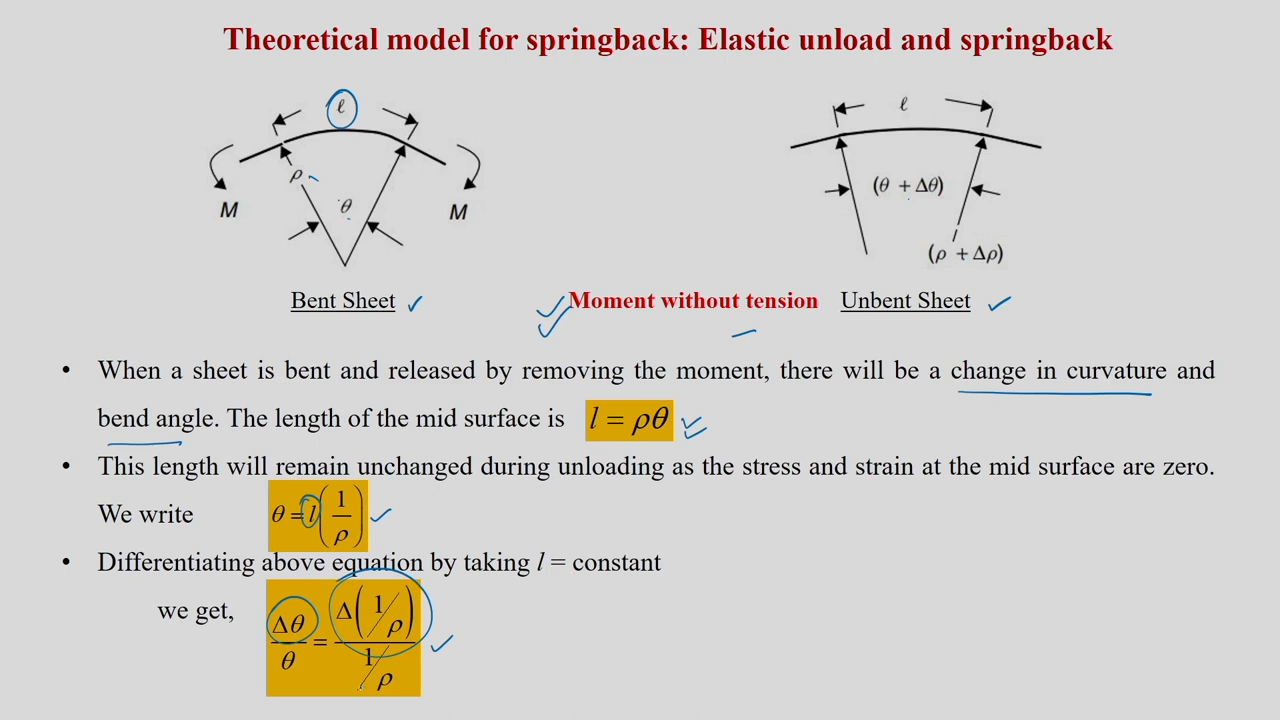 Theoretical model for springback: Elastic unload and springback
ℓ
ρ
θ
M
M
ℓ
(θ + Δθ)
(ρ + Δρ)
Bent Sheet
Moment without tension
Unbent Sheet
• When a sheet is bent and released by removing the moment, there will be a change in curvature and
bend angle. The length of the mid surface is l = ρθ
• This length will remain unchanged during unloading as the stress and strain at the mid surface are zero.
We write θ = l(1/ρ)
• Differentiating above equation by taking l = constant
we get, Δθ/θ = Δ(1/ρ)/(1/ρ)